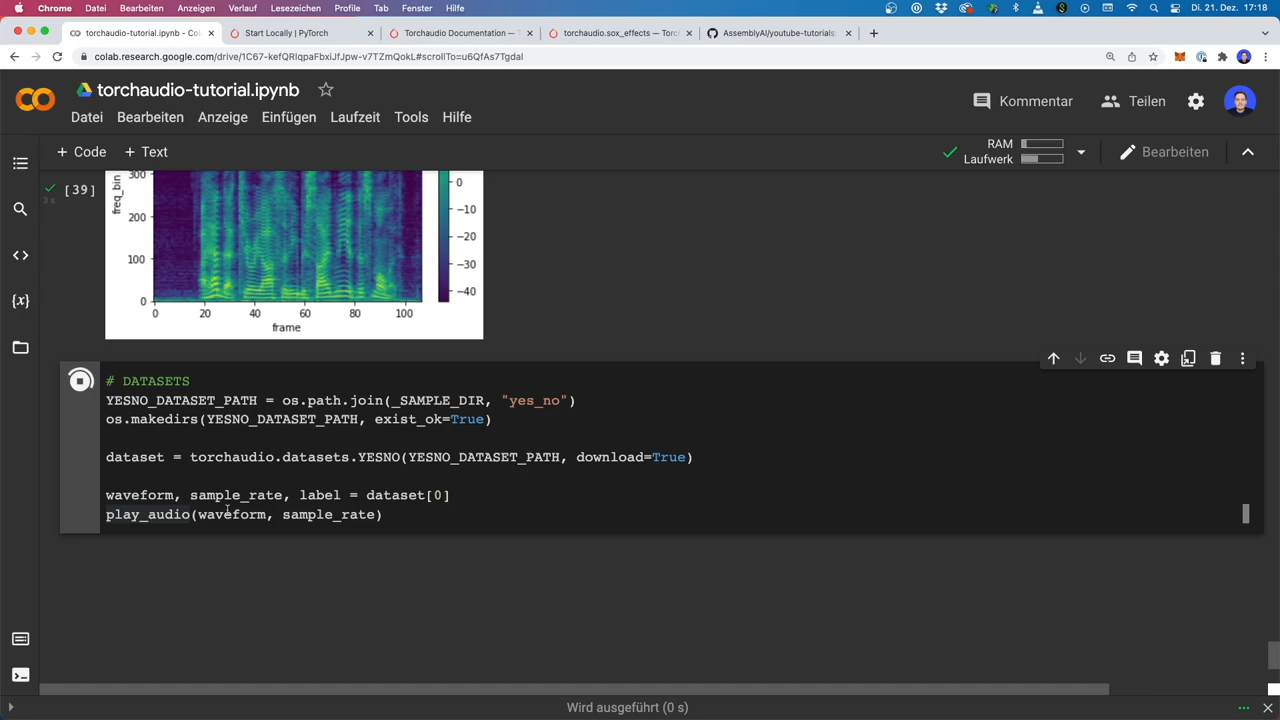 Chrome Datei Bearbeiten Anzeigen Verlauf Lesezeichen Profile Tab Fenster Hilfe Di. 21. Dez. 17:18
torchaudio-tutorial.ipynb - Col Start Locally | PyTorch Torchaudio Documentation — T torchaudio.sox_effects — Torc AssemblyAI/youtube-tutorials:
colab.research.google.com/drive/1C67-kefQRlqpaFbxiJfJpw-v7TZmQokL#scrollTo=u6QfAs7Tgdal
torchaudio-tutorial.ipynb
Kommentar Teilen
Datei Bearbeiten Anzeige Einfügen Laufzeit Tools Hilfe
+ Code + Text
RAM
Laufwerk
Bearbeiten
[39]
3s
freq_bin
300
200
100
0
0 20 40 60 80 100
frame
0
−10
−20
−30
−40
# DATASETS
YESNO_DATASET_PATH = os.path.join(_SAMPLE_DIR, "yes_no")
os.makedirs(YESNO_DATASET_PATH, exist_ok=True)
dataset = torchaudio.datasets.YESNO(YESNO_DATASET_PATH, download=True)
waveform, sample_rate, label = dataset[0]
play_audio(waveform, sample_rate)
Wird ausgeführt (0 s)